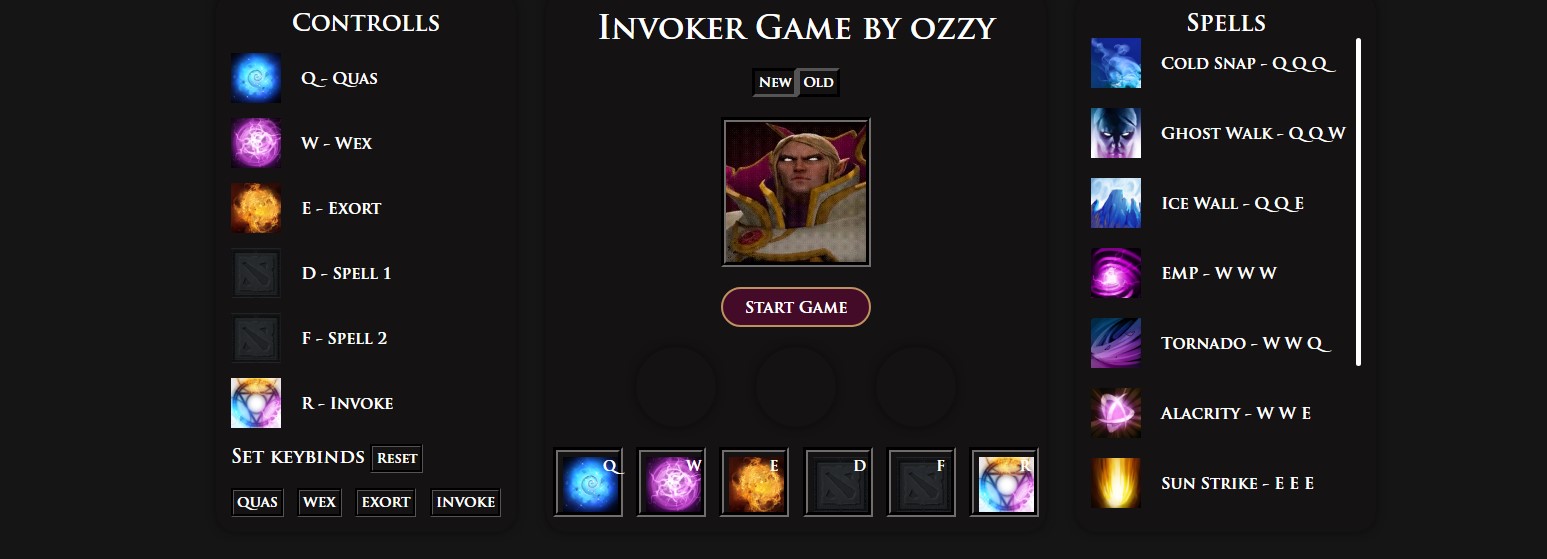 Controlls
Q - Quas
W - Wex
E - Exort
D - Spell 1
F - Spell 2
R - Invoke
Set keybinds Reset
QUAS WEX EXORT INVOKE
Invoker Game by ozzy
New Old
Start Game
Q W E D F R
Spells
Cold Snap - Q Q Q
Ghost Walk - Q Q W
Ice Wall - Q Q E
EMP - W W W
Tornado - W W Q
Alacrity - W W E
Sun Strike - E E E